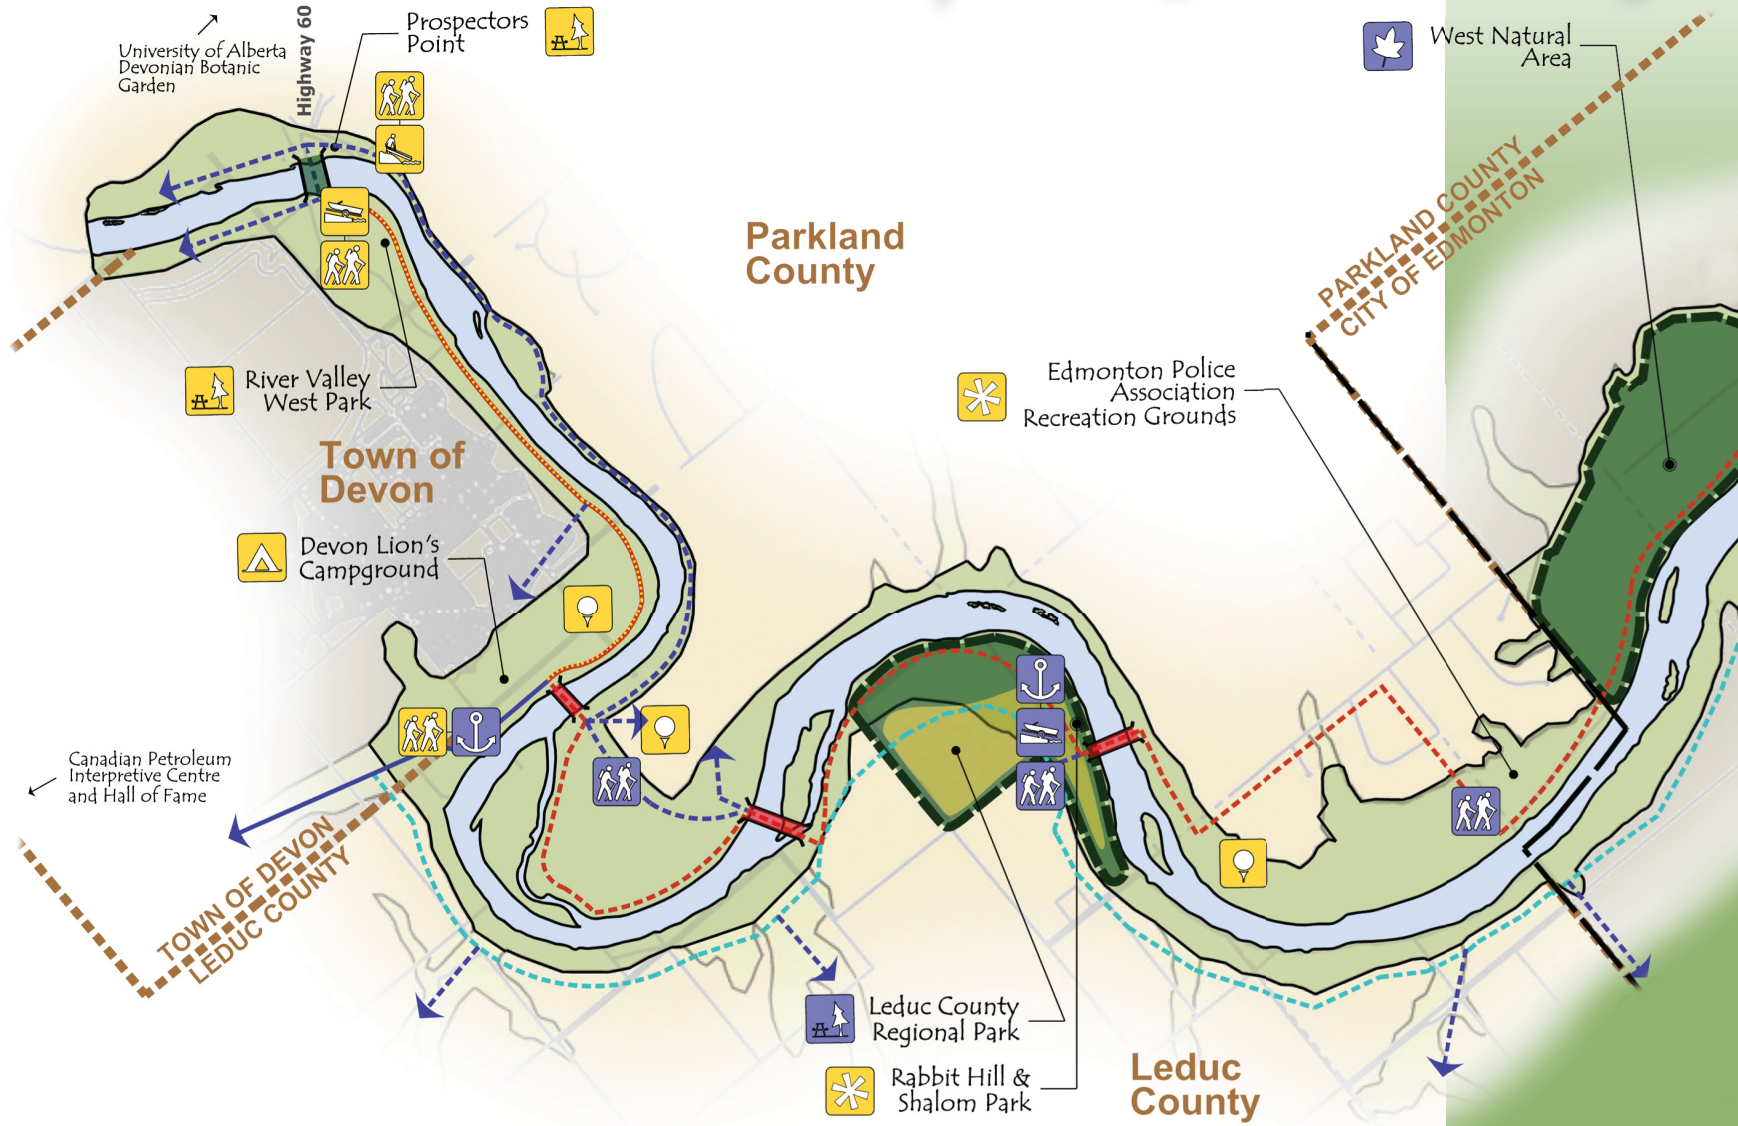 University of Alberta
Devonian Botanic
Garden
Highway 60
Prospectors
Point
West Natural
Area
PARKLAND COUNTY
CITY OF EDMONTON
Parkland
County
River Valley
West Park
Edmonton Police
Association
Recreation Grounds
Town of
Devon
Devon Lion's
Campground
Canadian Petroleum
Interpretive Centre
and Hall of Fame
TOWN OF DEVON
LEDUC COUNTY
Leduc County
Regional Park
Rabbit Hill &
Shalom Park
Leduc
County